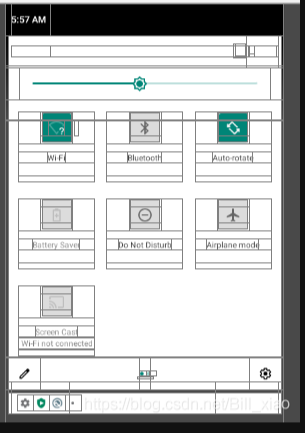 5:57 AM
Wi-Fi
Bluetooth
Auto-rotate
Battery Saver
Do Not Disturb
Airplane mode
Screen Cast
Wi-Fi not connected
https://blog.csdn.net/Bill_xiao